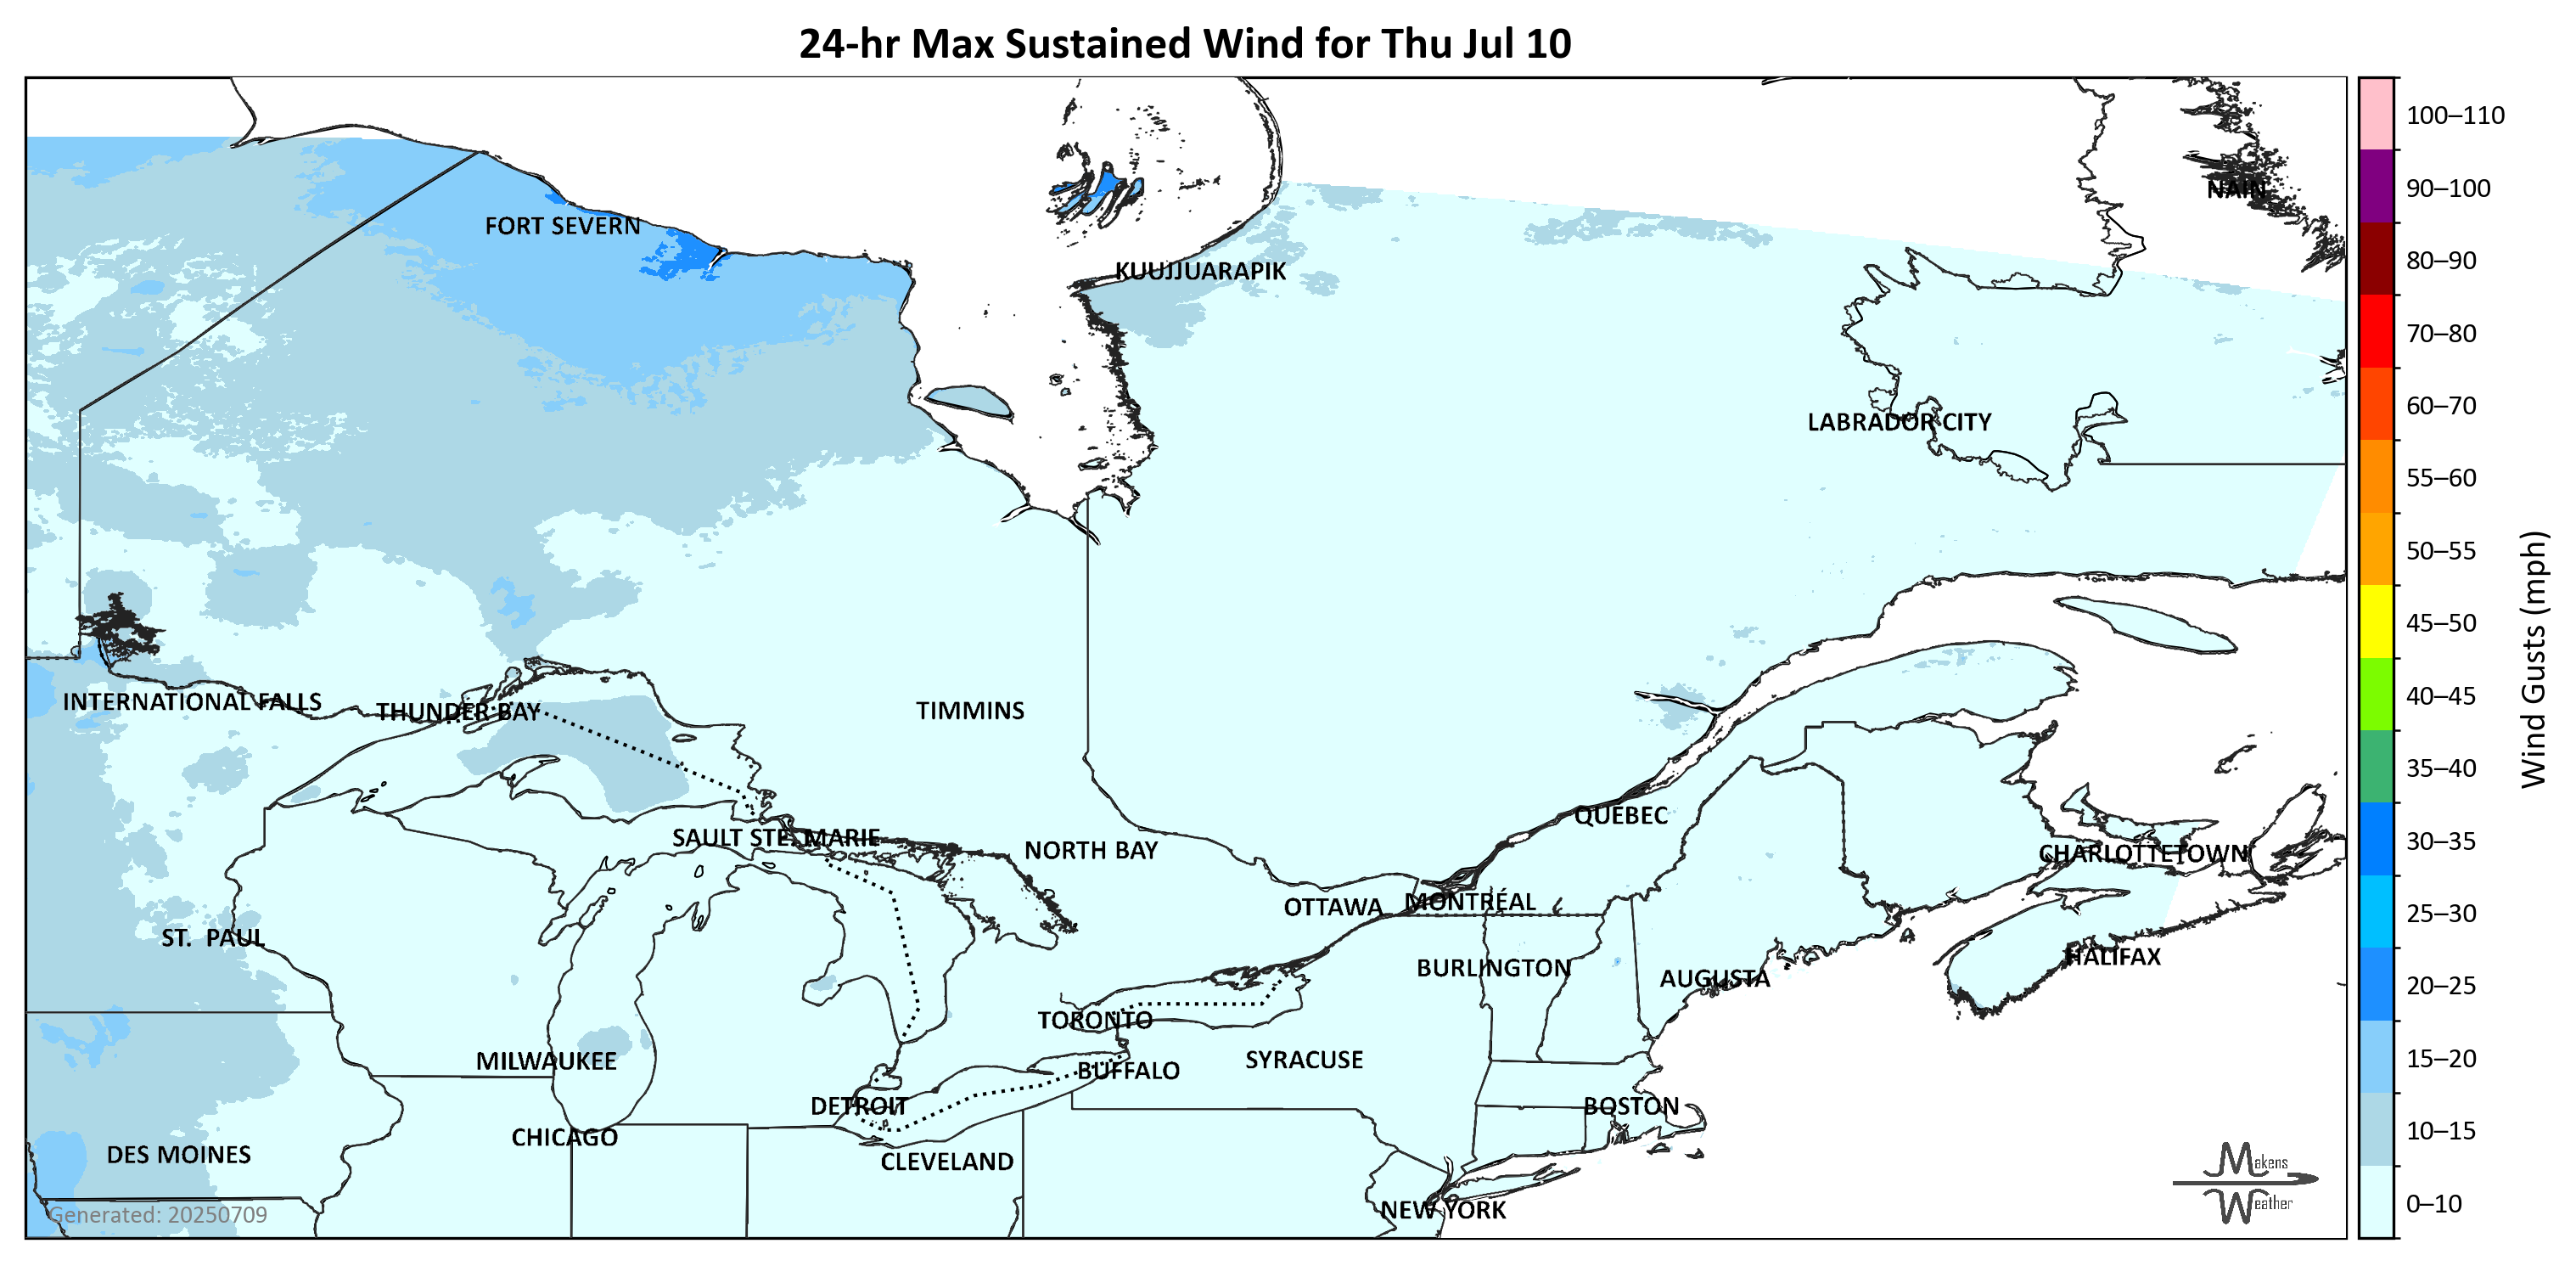 24-hr Max Sustained Wind for Thu Jul 10
100–110
90–100
80–90
70–80
60–70
55–60
50–55
45–50
40–45
35–40
30–35
25–30
20–25
15–20
10–15
0–10
Wind Gusts (mph)
NAIN
FORT SEVERN
KUUJJUARAPIK
LABRADOR CITY
INTERNATIONAL FALLS
THUNDER BAY
TIMMINS
QUEBEC
SAULT STE. MARIE
NORTH BAY
CHARLOTTETOWN
OTTAWA
MONTRÉAL
ST. PAUL
HALIFAX
BURLINGTON
AUGUSTA
TORONTO
MILWAUKEE
SYRACUSE
BUFFALO
DETROIT
BOSTON
CHICAGO
DES MOINES
CLEVELAND
NEW YORK
Generated: 20250709
Makens
Weather